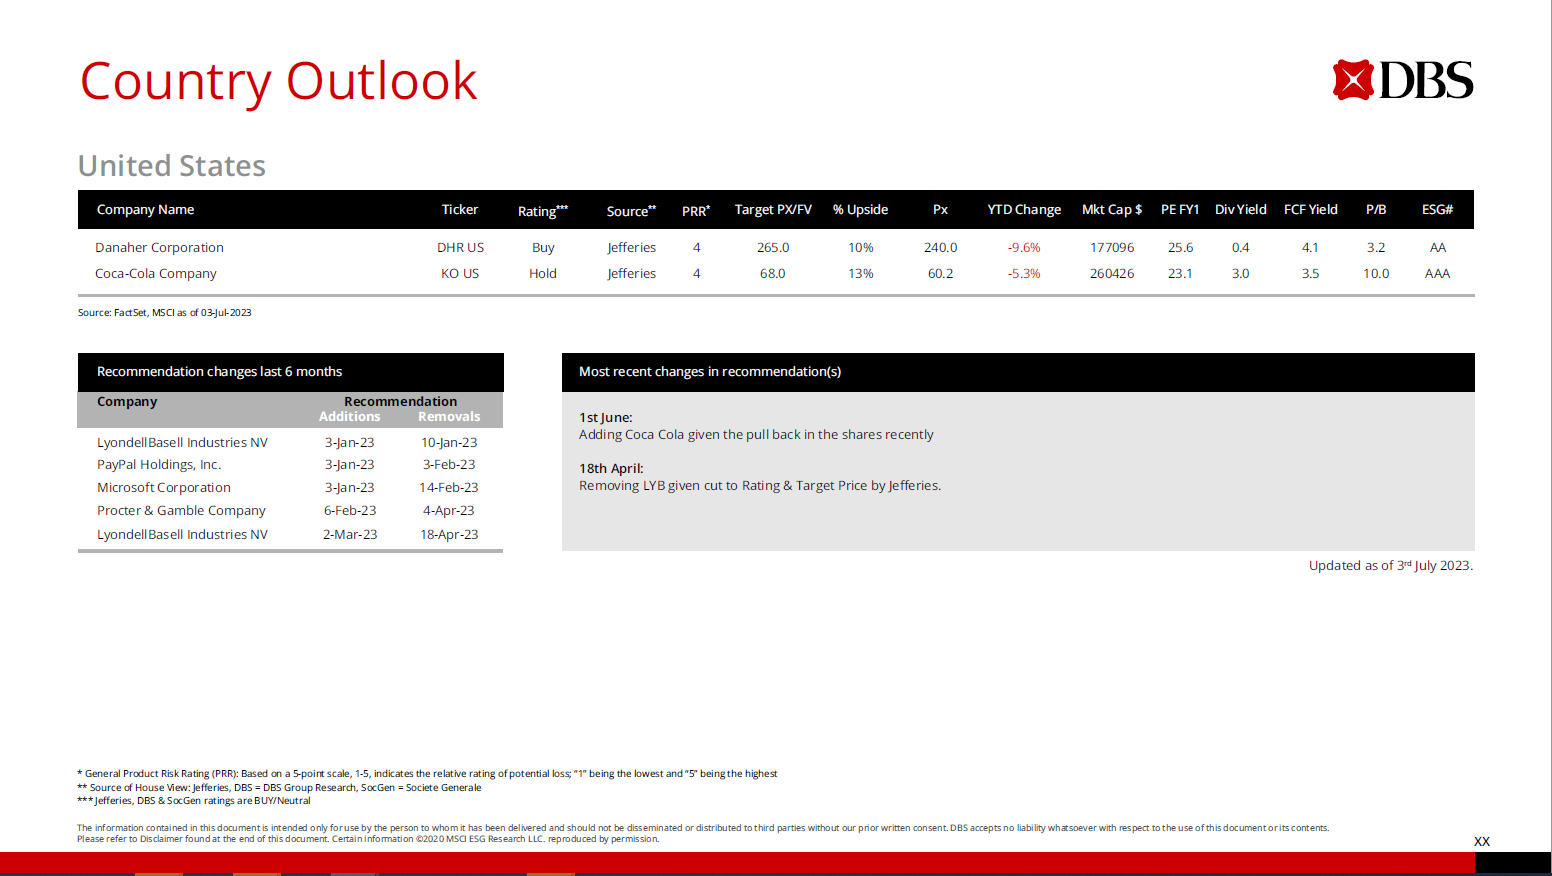 Country Outlook
DBS
United States
Company Name Ticker Rating*** Source** PRR* Target PX/FV % Upside Px YTD Change Mkt Cap $ PE FY1 Div Yield FCF Yield P/B ESG#
Danaher Corporation DHR US Buy Jefferies 4 265.0 10% 240.0 -9.6% 177096 25.6 0.4 4.1 3.2 AA
Coca-Cola Company KO US Hold Jefferies 4 68.0 13% 60.2 -5.3% 260426 23.1 3.0 3.5 10.0 AAA
Source: FactSet, MSCI as of 03-Jul-2023
Recommendation changes last 6 months
Company Recommendation
Additions Removals
LyondellBasell Industries NV 3-Jan-23 10-Jan-23
PayPal Holdings, Inc. 3-Jan-23 3-Feb-23
Microsoft Corporation 3-Jan-23 14-Feb-23
Procter & Gamble Company 6-Feb-23 4-Apr-23
LyondellBasell Industries NV 2-Mar-23 18-Apr-23
Most recent changes in recommendation(s)
1st June:
Adding Coca Cola given the pull back in the shares recently
18th April:
Removing LYB given cut to Rating & Target Price by Jefferies.
Updated as of 3rd July 2023.
* General Product Risk Rating (PRR): Based on a 5-point scale, 1-5, indicates the relative rating of potential loss; “1” being the lowest and “5” being the highest
** Source of House View: Jefferies, DBS = DBS Group Research, SocGen = Societe Generale
*** Jefferies, DBS & SocGen ratings are BUY/Neutral
The information contained in this document is intended only for use by the person to whom it has been delivered and should not be disseminated or distributed to third parties without our prior written consent. DBS accepts no liability whatsoever with respect to the use of this document or its contents.
Please refer to Disclaimer found at the end of this document. Certain information ©2020 MSCI ESG Research LLC. reproduced by permission.
XX